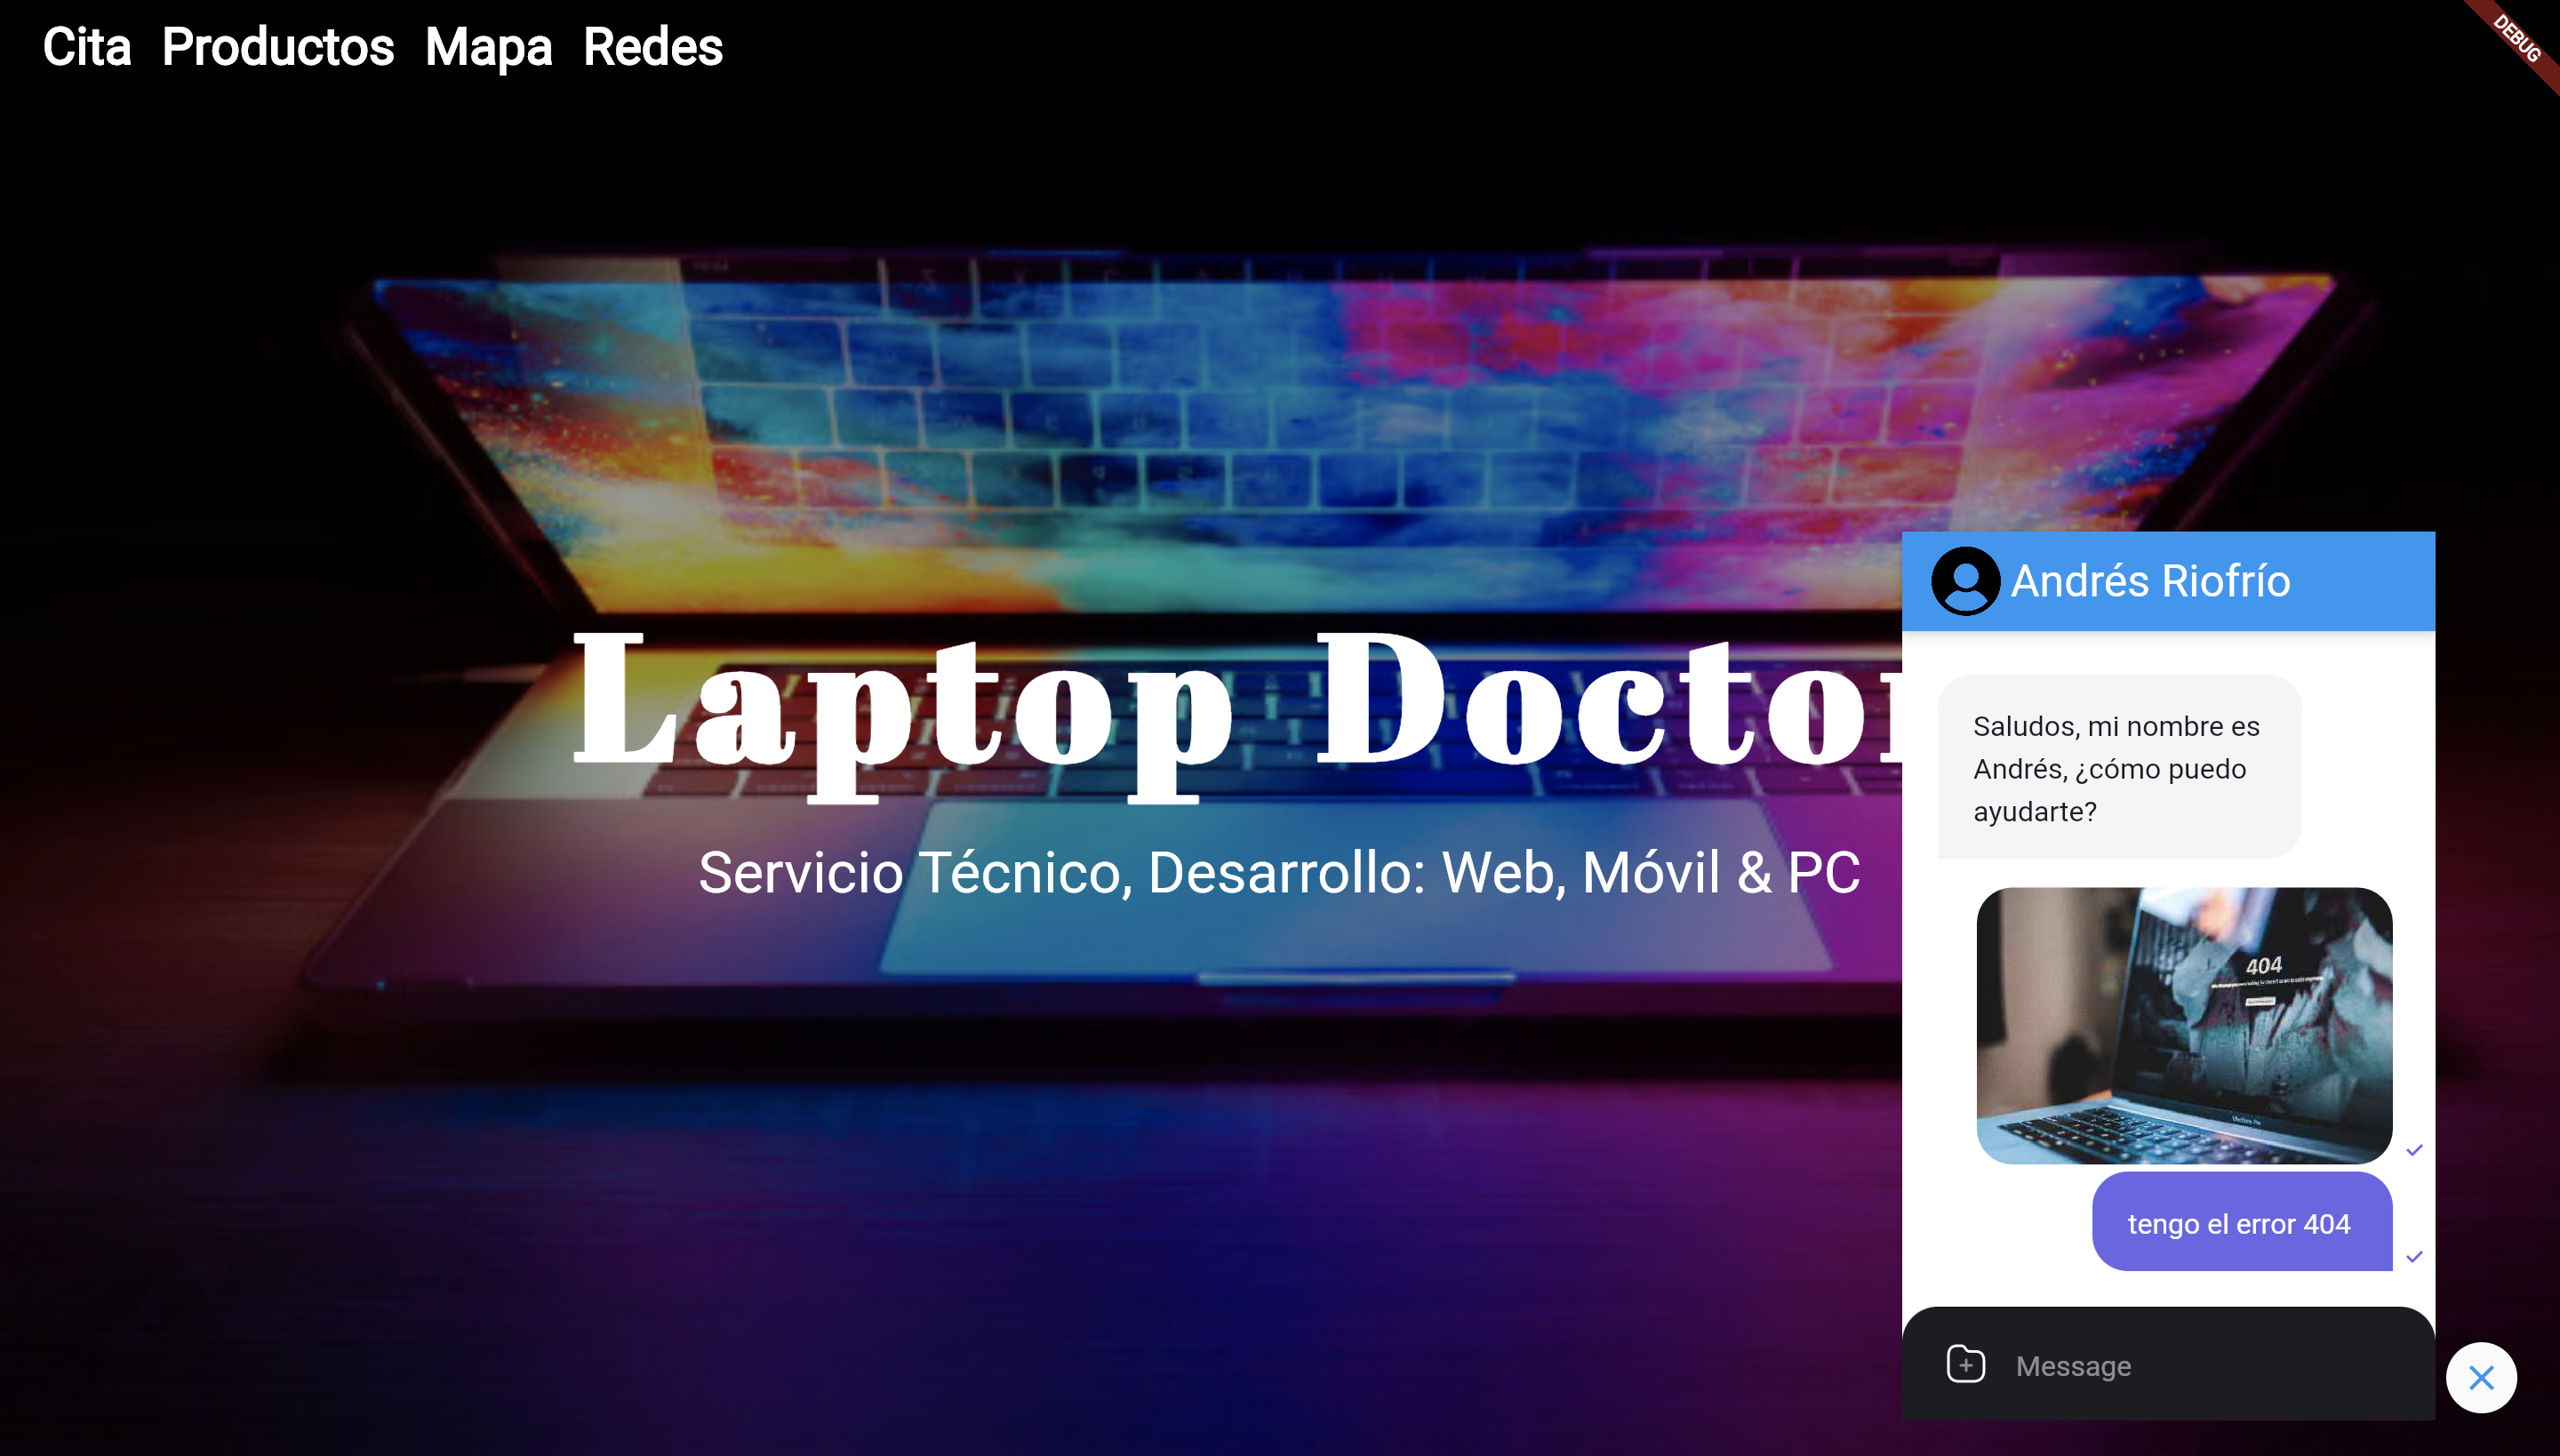 Cita Productos Mapa Redes
DEBUG
Laptop Docto
Servicio Técnico, Desarrollo: Web, Móvil & PC
Andrés Riofrío
Saludos, mi nombre es
Andrés, ¿cómo puedo
ayudarte?
404
tengo el error 404
Message